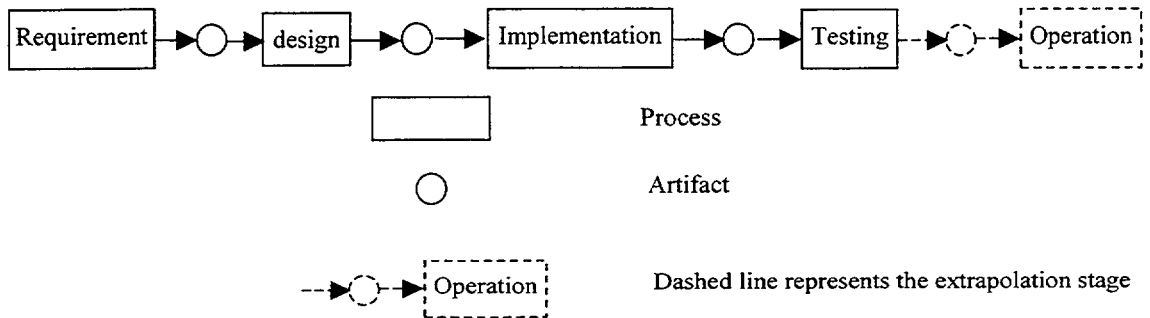 Requirement
design
Implementation
Testing
Operation
Process
Artifact
Operation
Dashed line represents the extrapolation stage